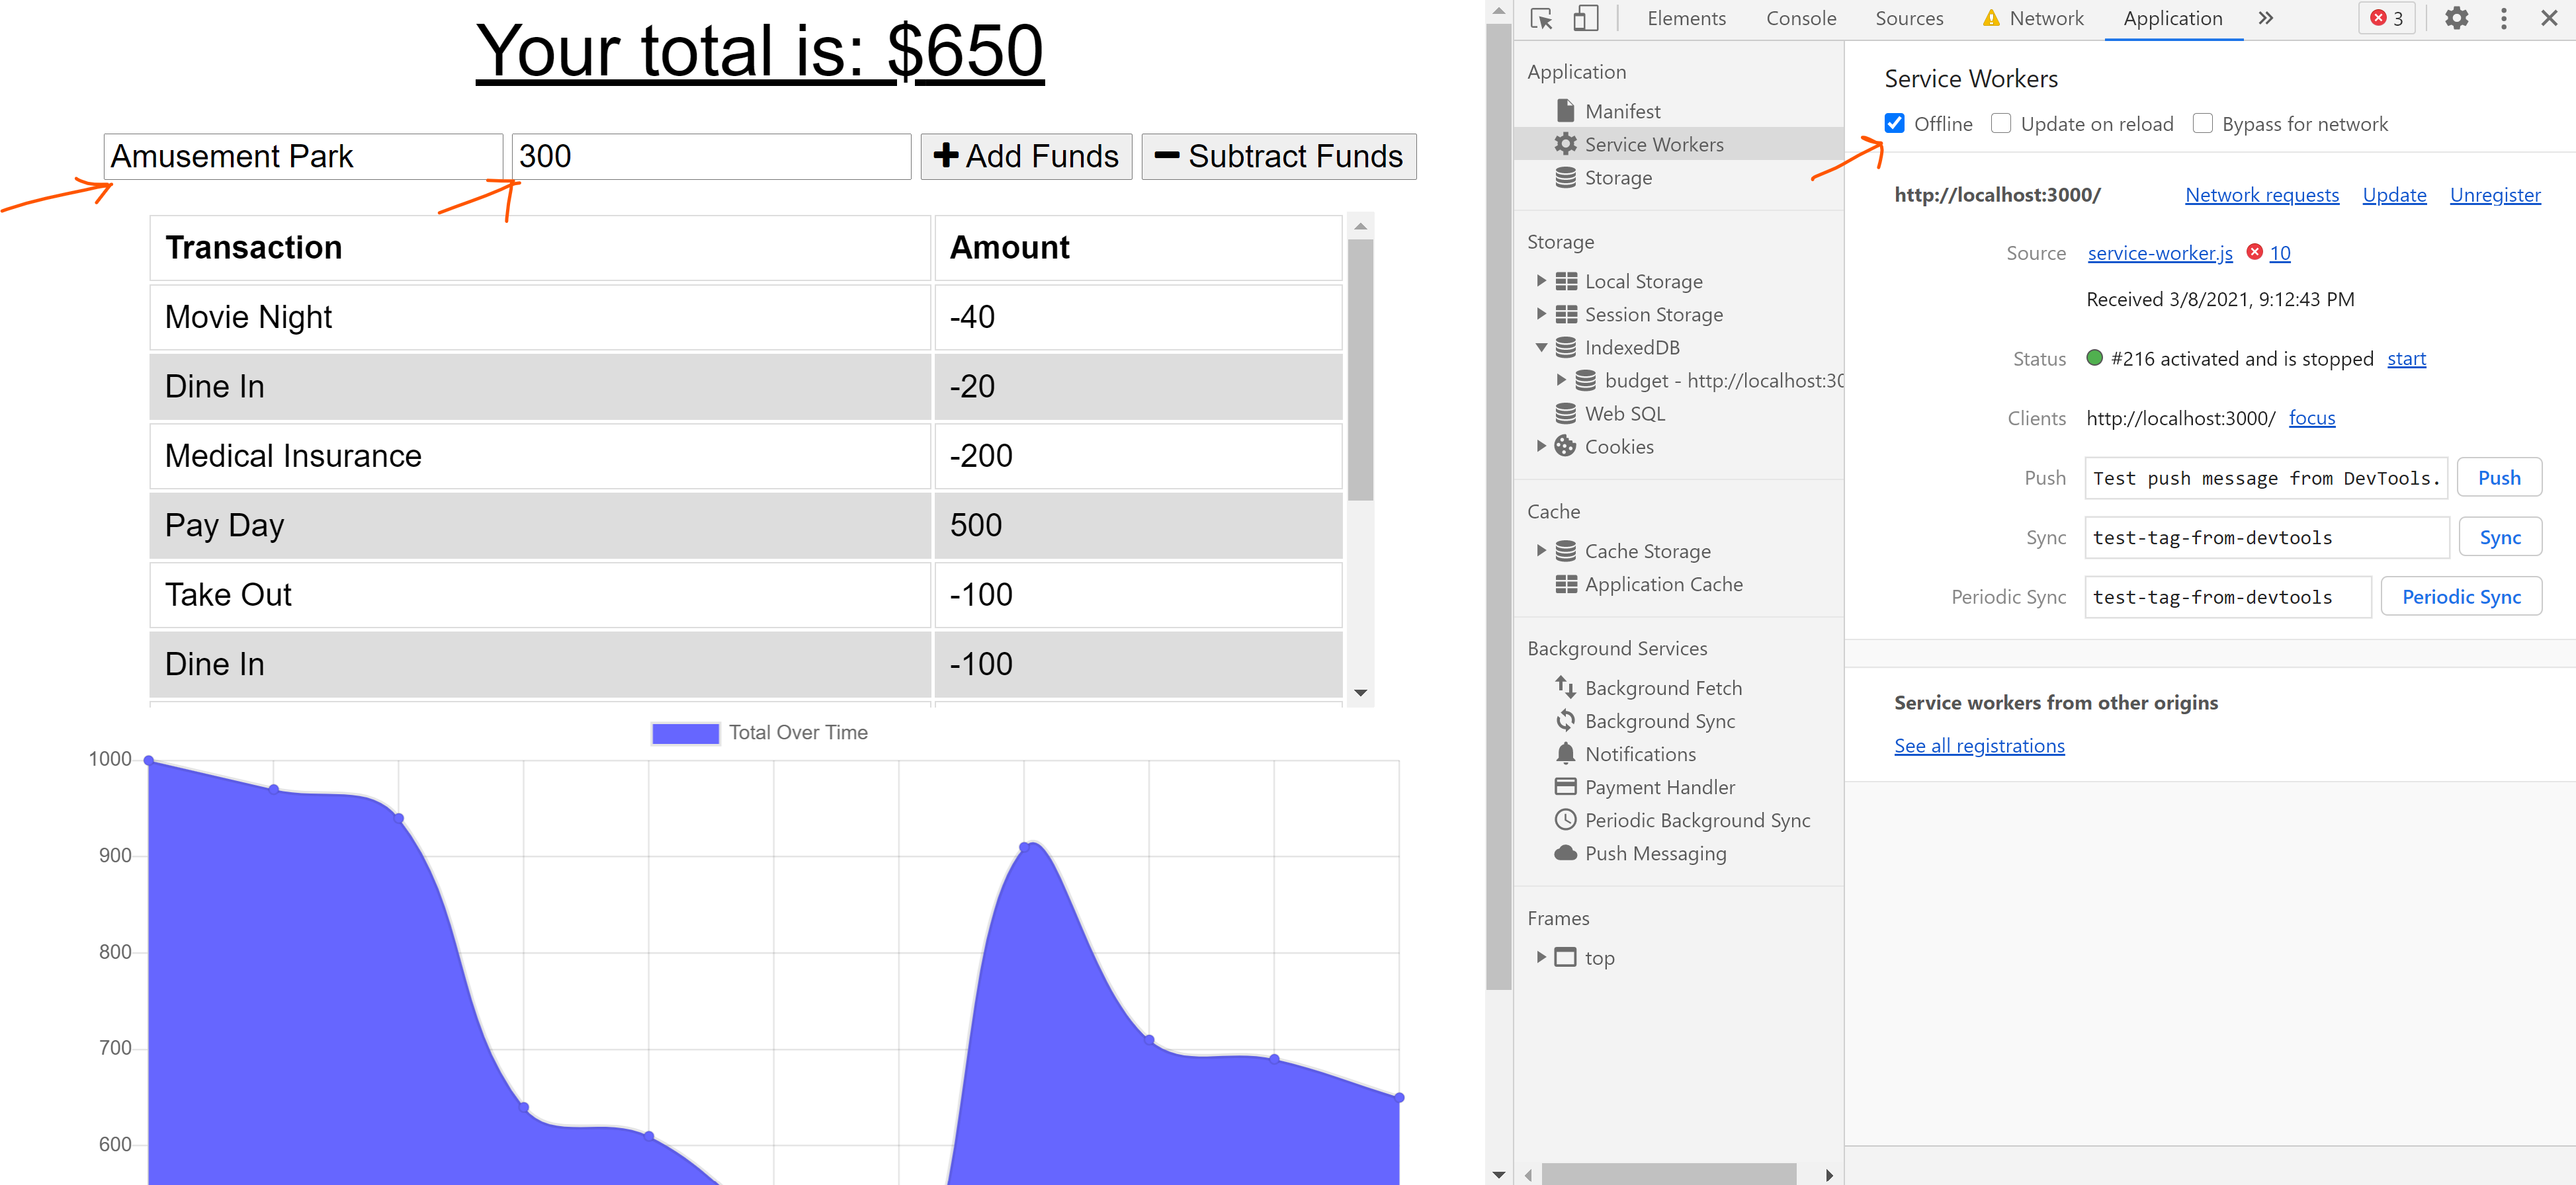 Your total is: $650
Amusement Park 300 Add Funds Subtract Funds
Transaction Amount
Movie Night -40
Dine In -20
Medical Insurance -200
Pay Day 500
Take Out -100
Dine In -100
Total Over Time
1000
900
800
700
600
Elements Console Sources Network Application 3
Application
Manifest
Service Workers
Storage
Storage
Local Storage
Session Storage
IndexedDB
budget - http://localhost:30
Web SQL
Cookies
Cache
Cache Storage
Application Cache
Background Services
Background Fetch
Background Sync
Notifications
Payment Handler
Periodic Background Sync
Push Messaging
Frames
top
Service Workers
Offline Update on reload Bypass for network
http://localhost:3000/ Network requests Update Unregister
Source service-worker.js 10
Received 3/8/2021, 9:12:43 PM
Status #216 activated and is stopped start
Clients http://localhost:3000/ focus
Push Test push message from DevTools. Push
Sync test-tag-from-devtools Sync
Periodic Sync test-tag-from-devtools Periodic Sync
Service workers from other origins
See all registrations